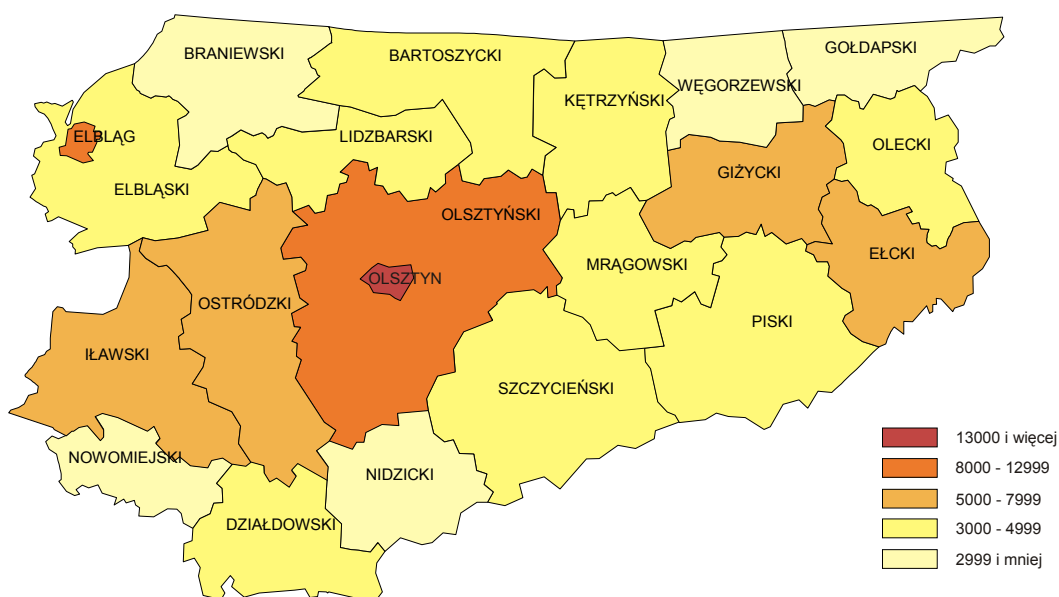 BRANIEWSKI
BARTOSZYCKI
GOŁDAPSKI
WĘGORZEWSKI
KĘTRZYŃSKI
ELBLĄG
LIDZBARSKI
OLECKI
ELBLĄSKI
GIŻYCKI
OLSZTYŃSKI
EŁCKI
MRĄGOWSKI
OLSZTYN
OSTRÓDZKI
PISKI
IŁAWSKI
SZCZYCIEŃSKI
NOWOMIEJSKI
NIDZICKI
DZIAŁDOWSKI
13000 i więcej
8000 - 12999
5000 - 7999
3000 - 4999
2999 i mniej